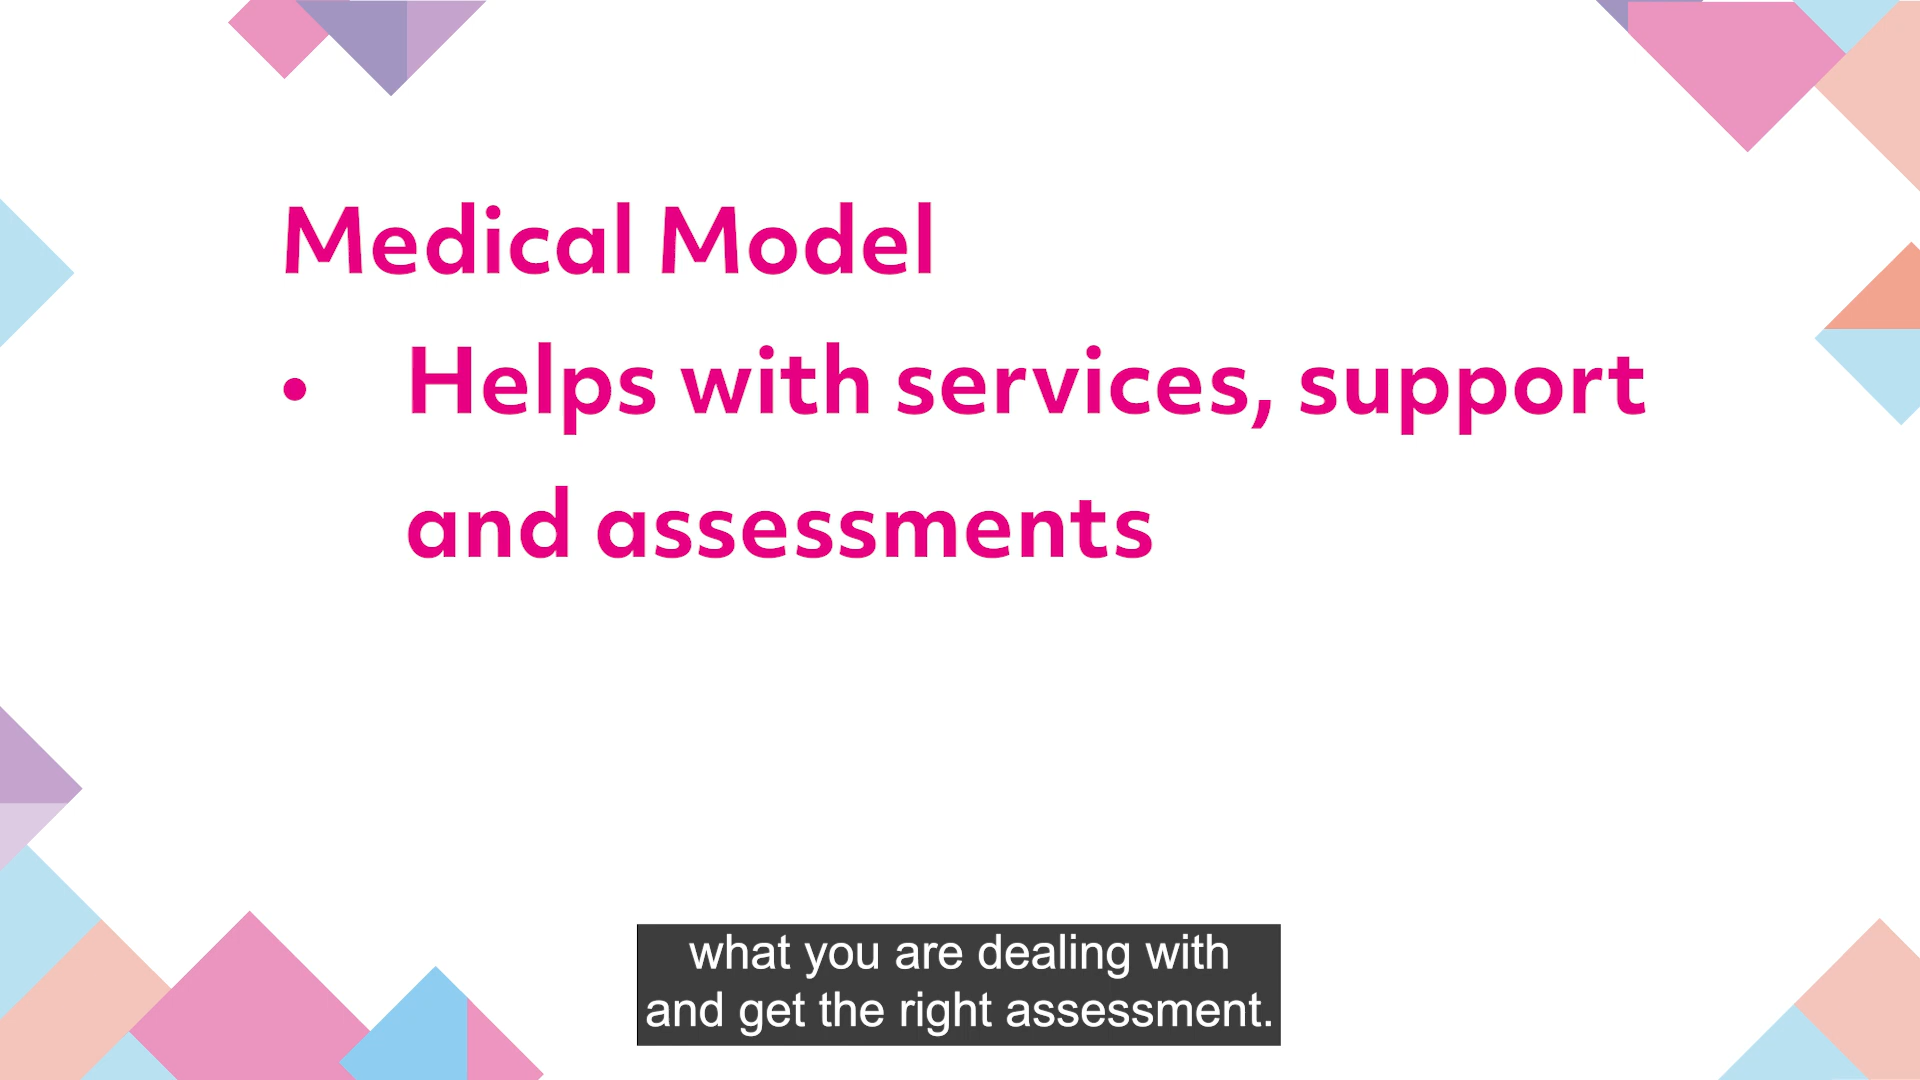 Medical Model
• Helps with services, support
and assessments
what you are dealing with
and get the right assessment.